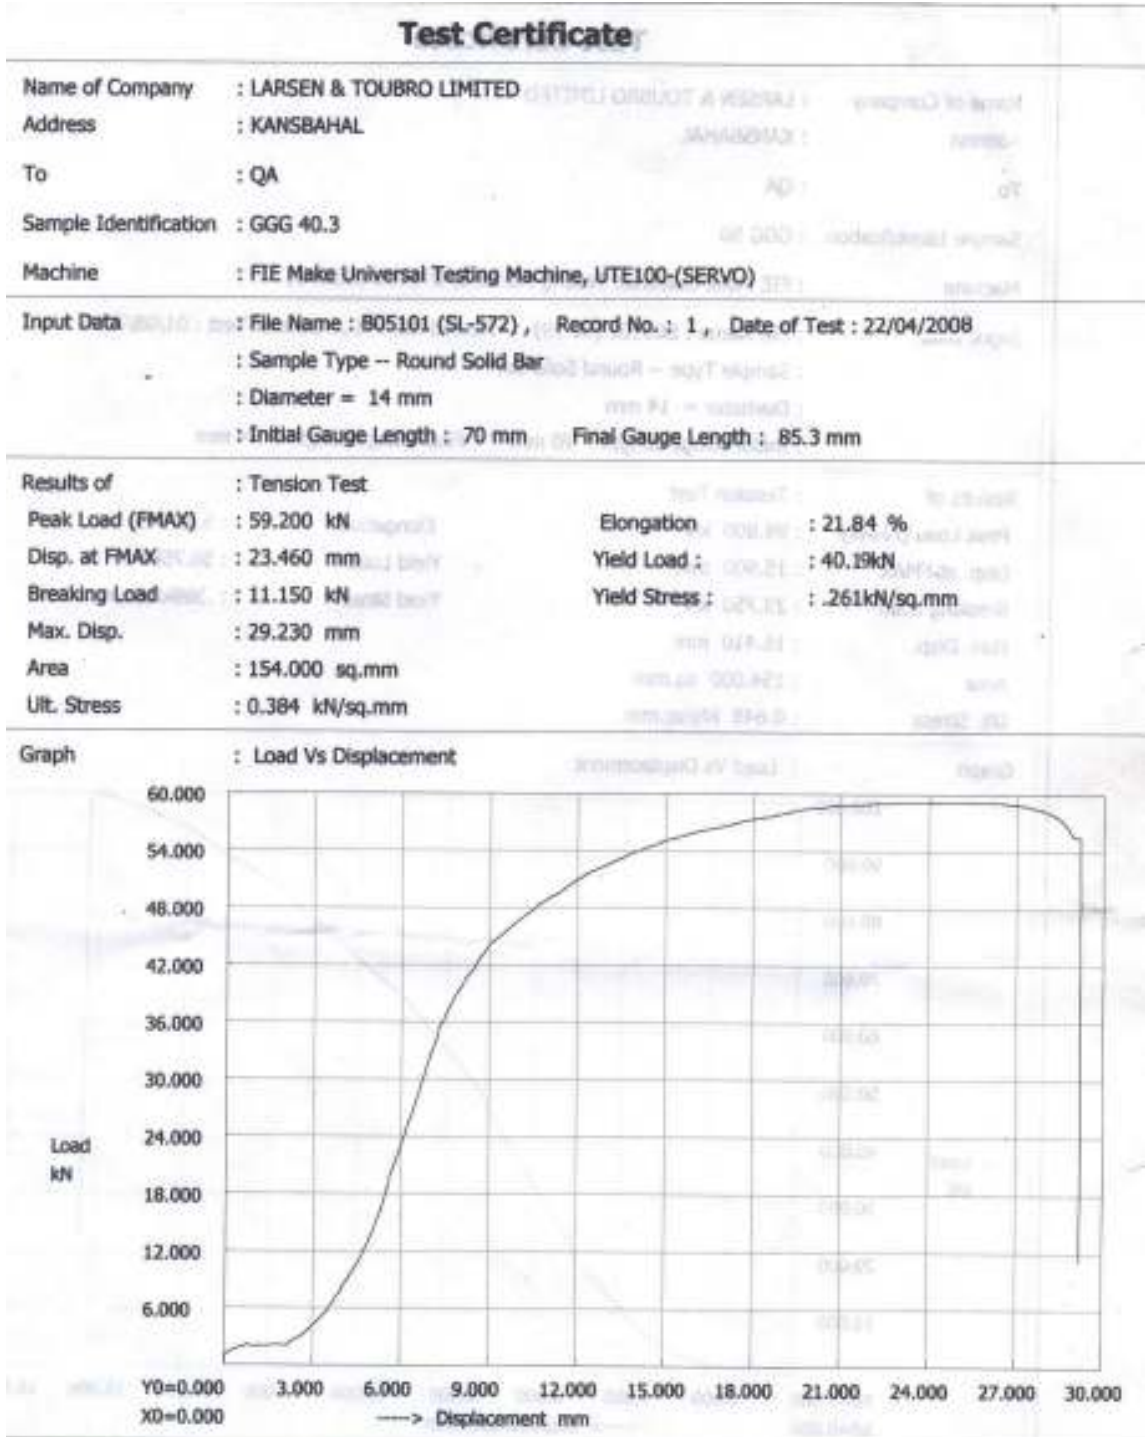 Test Certificate
Name of Company : LARSEN & TOUBRO LIMITED
Address : KANSBAHAL
To : QA
Sample Identification : GGG 40.3
Machine : FIE Make Universal Testing Machine, UTE100-(SERVO)
Input Data : File Name : B05101 (SL-572) , Record No. : 1 , Date of Test : 22/04/2008
: Sample Type -- Round Solid Bar
: Diameter = 14 mm
: Initial Gauge Length : 70 mm Final Gauge Length : 85.3 mm
Results of : Tension Test
Peak Load (FMAX) : 59.200 kN Elongation : 21.84 %
Disp. at FMAX : 23.460 mm Yield Load : : 40.19kN
Breaking Load : 11.150 kN Yield Stress : : .261kN/sq.mm
Max. Disp. : 29.230 mm
Area : 154.000 sq.mm
Ult. Stress : 0.384 kN/sq.mm
Graph : Load Vs Displacement
60.000
54.000
48.000
42.000
36.000
30.000
24.000
Load
kN
18.000
12.000
6.000
Y0=0.000 3.000 6.000 9.000 12.000 15.000 18.000 21.000 24.000 27.000 30.000
X0=0.000 ----> Displacement mm